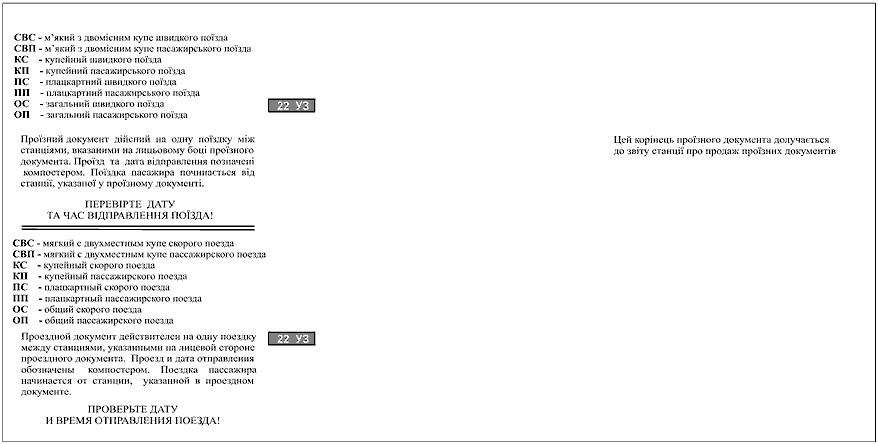 СВС - м’який з двомісним купе швидкого поїзда
СВП - м’який з двомісним купе пасажирського поїзда
КС - купейний швидкого поїзда
КП - купейний пасажирського поїзда
ПС - плацкартний швидкого поїзда
ПП - плацкартний пасажирського поїзда
ОС - загальний швидкого поїзда
ОП - загальний пасажирського поїзда
22 УЗ
Проїзний документ дійсний на одну поїздку між
станціями, вказаними на лицьовому боці проїзного
документа. Проїзд та дата відправлення позначені
компостером. Поїздка пасажира починається від
станції, указаної у проїзному документі.
ПЕРЕВІРТЕ ДАТУ
ТА ЧАС ВІДПРАВЛЕННЯ ПОЇЗДА!
СВС - мягкий с двухместным купе скорого поезда
СВП - мягкий с двухместным купе пассажирского поезда
КС - купейный скорого поезда
КП - купейный пассажирского поезда
ПС - плацкартный скорого поезда
ПП - плацкартный пассажирского поезда
ОС - общий скорого поезда
ОП - общий пассажирского поезда
22 УЗ
Проездной документ действителен на одну поездку
между станциями, указанными на лицевой стороне
проездного документа. Проезд и дата отправления
обозначены компостером. Поездка пассажира
начинается от станции, указанной в проездном
документе.
ПРОВЕРЬТЕ ДАТУ
И ВРЕМЯ ОТПРАВЛЕНИЯ ПОЕЗДА!
Цей корінець проїзного документа долучається
до звіту станції про продаж проїзних документів